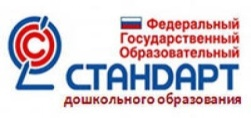 Федеральный
Государственный
Образовательный
СТАНДАРТ
дошкольного образования